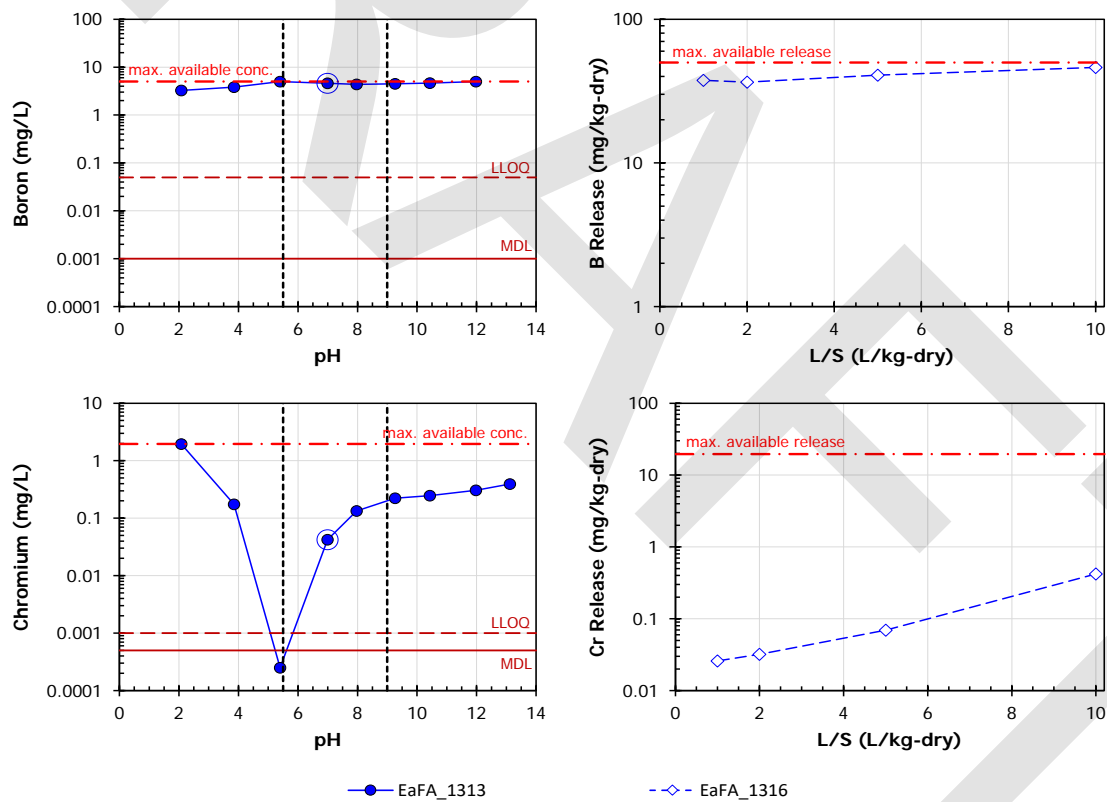 100
10
1
0.1
0.01
0.001
0.0001
Boron (mg/L)
max. available conc.
LLOQ
MDL
0 2 4 6 8 10 12 14
pH
100
10
1
B Release (mg/kg-dry)
max. available release
0 2 4 6 8 10
L/S (L/kg-dry)
10
1
0.1
0.01
0.001
0.0001
Chromium (mg/L)
max. available conc.
LLOQ
MDL
0 2 4 6 8 10 12 14
pH
100
10
1
0.1
0.01
Cr Release (mg/kg-dry)
max. available release
0 2 4 6 8 10
L/S (L/kg-dry)
EaFA_1313 EaFA_1316